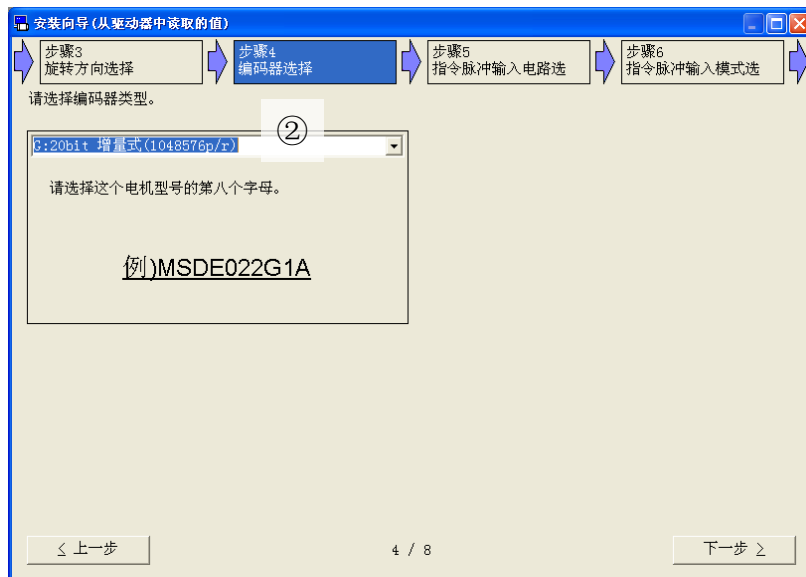 安装向导(从驱动器中读取的值)
步骤3
旋转方向选择
步骤4
编码器选择
步骤5
指令脉冲输入电路选
步骤6
指令脉冲输入模式选
请选择编码器类型。
②
G:20bit 增量式(1048576p/r)
请选择这个电机型号的第八个字母。
例)MSDE022G1A
≤ 上一步
4 / 8
下一步 ≥